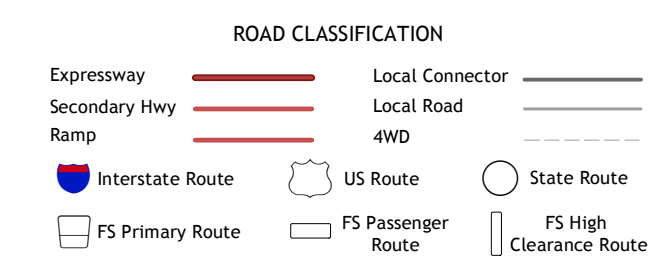 ROAD CLASSIFICATION
Expressway
Local Connector
Secondary Hwy
Local Road
Ramp
4WD
Interstate Route
US Route
State Route
FS Primary Route
FS Passenger
Route
FS High
Clearance Route